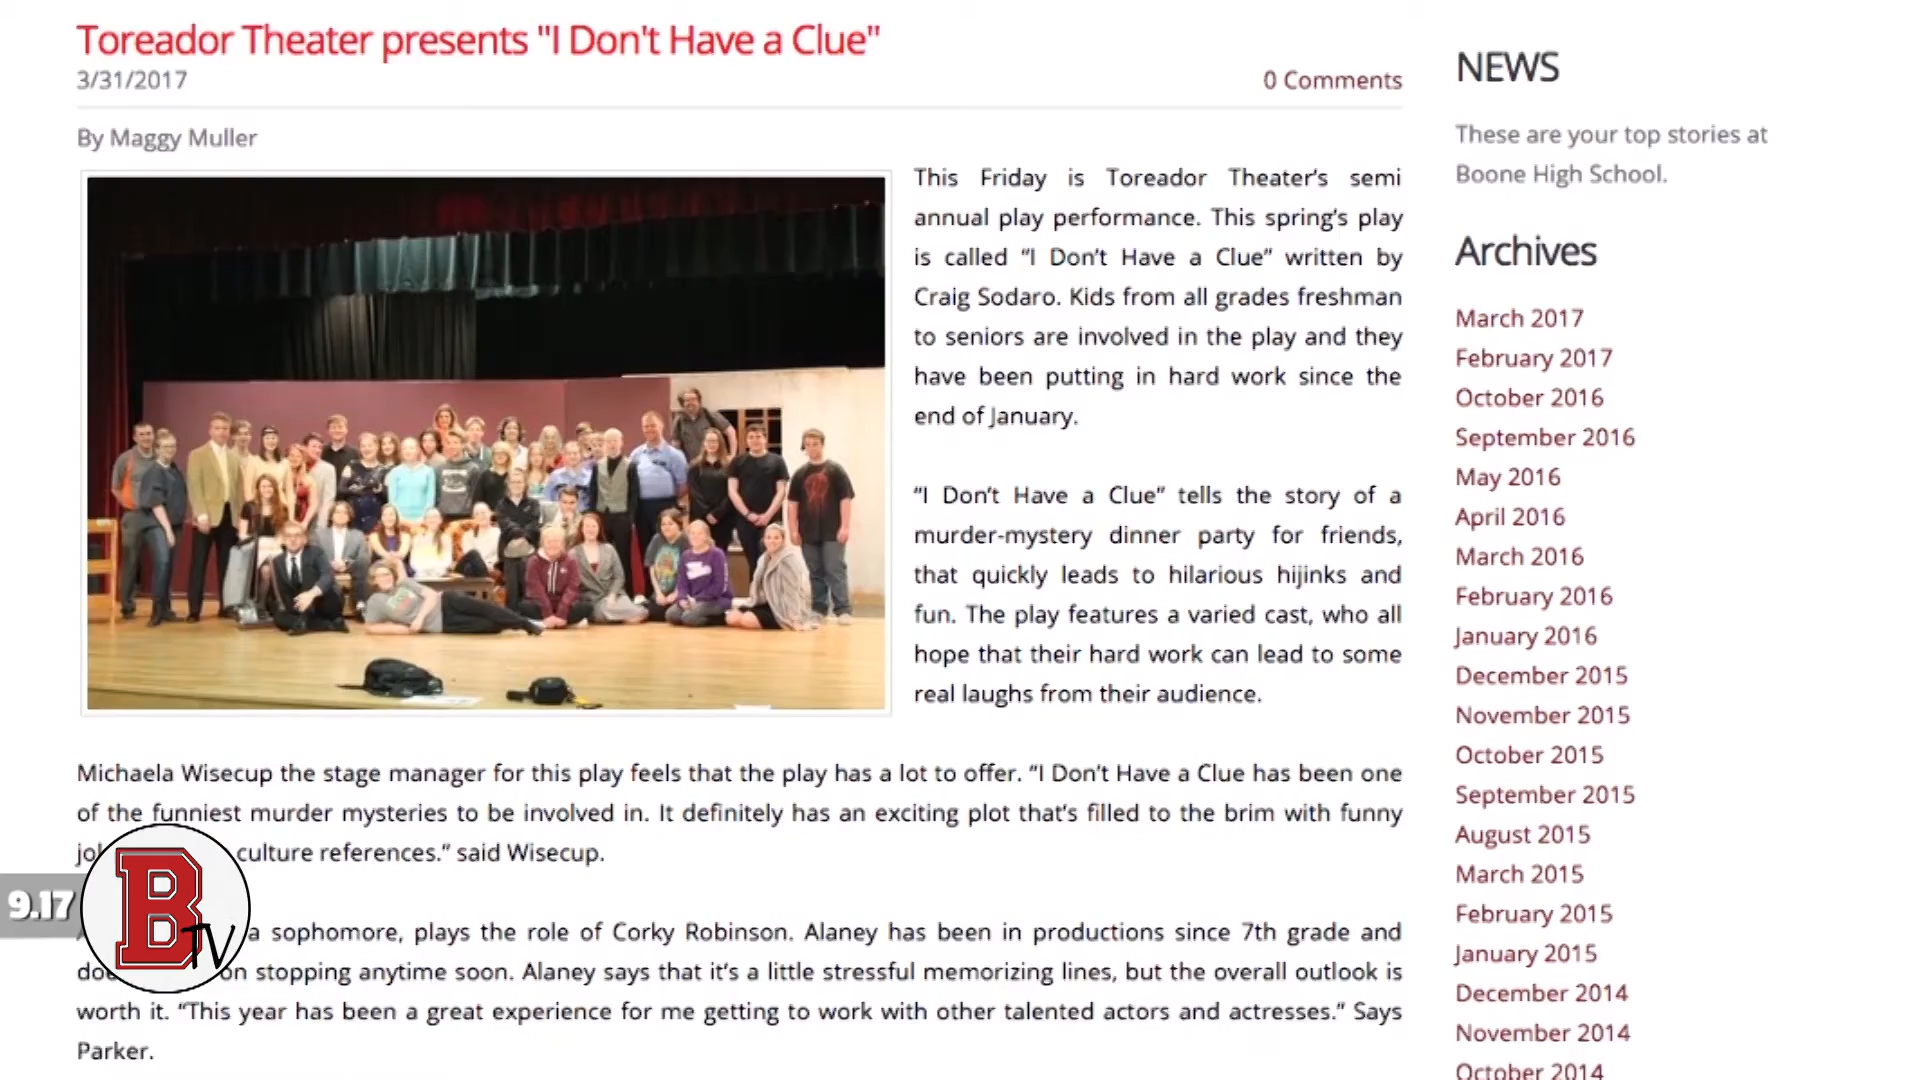 Toreador Theater presents "I Don't Have a Clue"
3/31/2017
0 Comments
By Maggy Muller
This Friday is Toreador Theater's semi
annual play performance. This spring's play
is called "I Don't Have a Clue" written by
Craig Sodaro. Kids from all grades freshman
to seniors are involved in the play and they
have been putting in hard work since the
end of January.
"I Don't Have a Clue" tells the story of a
murder-mystery dinner party for friends,
that quickly leads to hilarious hijinks and
fun. The play features a varied cast, who all
hope that their hard work can lead to some
real laughs from their audience.
Michaela Wisecup the stage manager for this play feels that the play has a lot to offer. "I Don't Have a Clue has been one
of the funniest murder mysteries to be involved in. It definitely has an exciting plot that's filled to the brim with funny
culture references." said Wisecup.
a sophomore, plays the role of Corky Robinson. Alaney has been in productions since 7th grade and
on stopping anytime soon. Alaney says that it's a little stressful memorizing lines, but the overall outlook is
worth it. "This year has been a great experience for me getting to work with other talented actors and actresses." Says
Parker.
9.17
B
TV
NEWS
These are your top stories at
Boone High School.
Archives
March 2017
February 2017
October 2016
September 2016
May 2016
April 2016
March 2016
February 2016
January 2016
December 2015
November 2015
October 2015
September 2015
August 2015
March 2015
February 2015
January 2015
December 2014
November 2014
October 2014